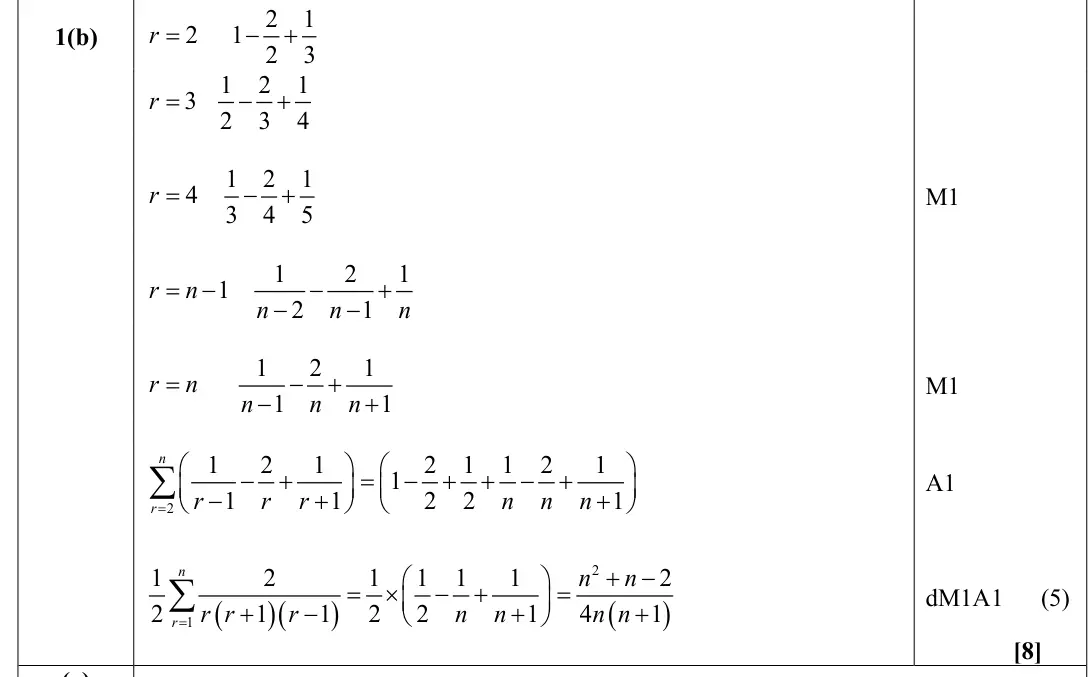 1(b) r = 2 1 − 2/2 + 1/3
r = 3 1/2 − 2/3 + 1/4
r = 4 1/3 − 2/4 + 1/5 M1
r = n − 1 1/(n − 2) − 2/(n − 1) + 1/n
r = n 1/(n − 1) − 2/n + 1/(n + 1) M1
∑_{r=2}^{n} (1/(r − 1) − 2/r + 1/(r + 1)) = (1 − 2/2 + 1/2 + 1/n − 2/n + 1/(n + 1)) A1
1/2 ∑_{r=1}^{n} 2/(r(r + 1)(r − 1)) = 1/2 × (1/2 − 1/n + 1/(n + 1)) = (n² + n − 2)/(4n(n + 1)) dM1A1 (5)
[8]